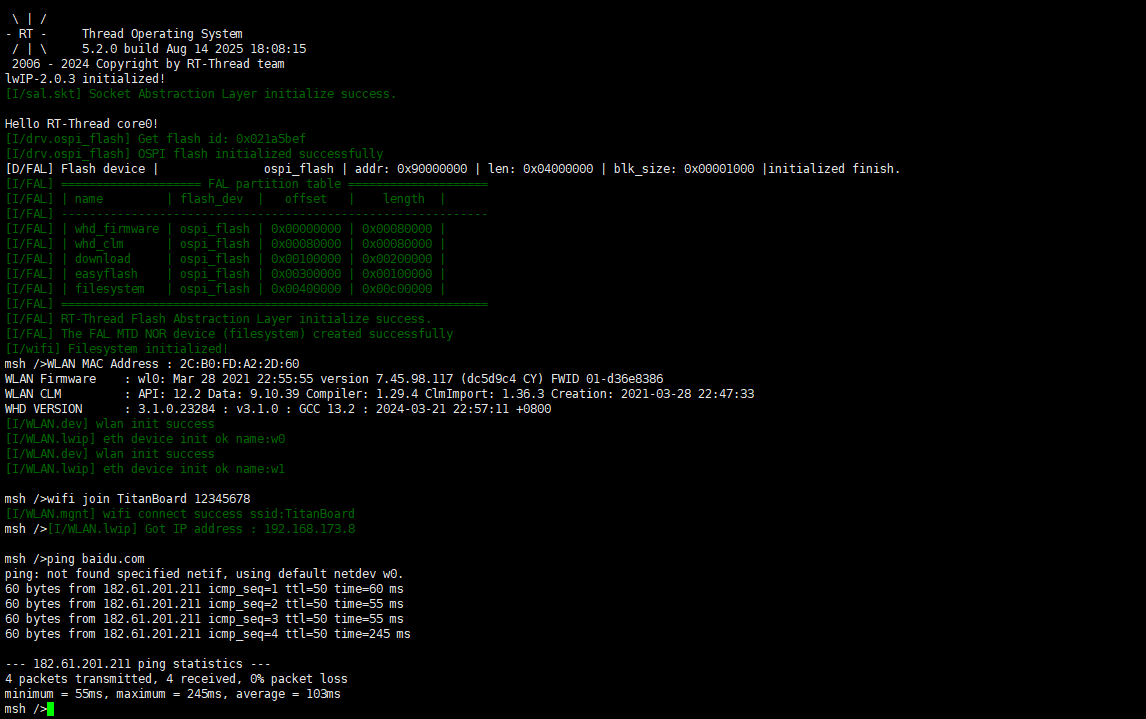 \ | /
- RT -     Thread Operating System
 / | \     5.2.0 build Aug 14 2025 18:08:15
 2006 - 2024 Copyright by RT-Thread team
lwIP-2.0.3 initialized!
[I/sal.skt] Socket Abstraction Layer initialize success.

Hello RT-Thread core0!
[I/drv.ospi_flash] Get flash id: 0x021a5bef
[I/drv.ospi_flash] OSPI flash initialized successfully
[D/FAL] Flash device |               ospi_flash | addr: 0x90000000 | len: 0x04000000 | blk_size: 0x00001000 |initialized finish.
[I/FAL] ==================== FAL partition table ====================
[I/FAL] | name         | flash_dev  |   offset   |    length  |
[I/FAL] -------------------------------------------------------------
[I/FAL] | whd_firmware | ospi_flash | 0x00000000 | 0x00080000 |
[I/FAL] | whd_clm      | ospi_flash | 0x00080000 | 0x00080000 |
[I/FAL] | download     | ospi_flash | 0x00100000 | 0x00200000 |
[I/FAL] | easyflash    | ospi_flash | 0x00300000 | 0x00100000 |
[I/FAL] | filesystem   | ospi_flash | 0x00400000 | 0x00c00000 |
[I/FAL] =============================================================
[I/FAL] RT-Thread Flash Abstraction Layer initialize success.
[I/FAL] The FAL MTD NOR device (filesystem) created successfully
[I/wifi] Filesystem initialized!
msh />WLAN MAC Address : 2C:B0:FD:A2:2D:60
WLAN Firmware    : wl0: Mar 28 2021 22:55:55 version 7.45.98.117 (dc5d9c4 CY) FWID 01-d36e8386
WLAN CLM         : API: 12.2 Data: 9.10.39 Compiler: 1.29.4 ClmImport: 1.36.3 Creation: 2021-03-28 22:47:33
WHD VERSION      : 3.1.0.23284 : v3.1.0 : GCC 13.2 : 2024-03-21 22:57:11 +0800
[I/WLAN.dev] wlan init success
[I/WLAN.lwip] eth device init ok name:w0
[I/WLAN.dev] wlan init success
[I/WLAN.lwip] eth device init ok name:w1

msh />wifi join TitanBoard 12345678
[I/WLAN.mgnt] wifi connect success ssid:TitanBoard
msh />[I/WLAN.lwip] Got IP address : 192.168.173.8

msh />ping baidu.com
ping: not found specified netif, using default netdev w0.
60 bytes from 182.61.201.211 icmp_seq=1 ttl=50 time=60 ms
60 bytes from 182.61.201.211 icmp_seq=2 ttl=50 time=55 ms
60 bytes from 182.61.201.211 icmp_seq=3 ttl=50 time=55 ms
60 bytes from 182.61.201.211 icmp_seq=4 ttl=50 time=245 ms

--- 182.61.201.211 ping statistics ---
4 packets transmitted, 4 received, 0% packet loss
minimum = 55ms, maximum = 245ms, average = 103ms
msh />